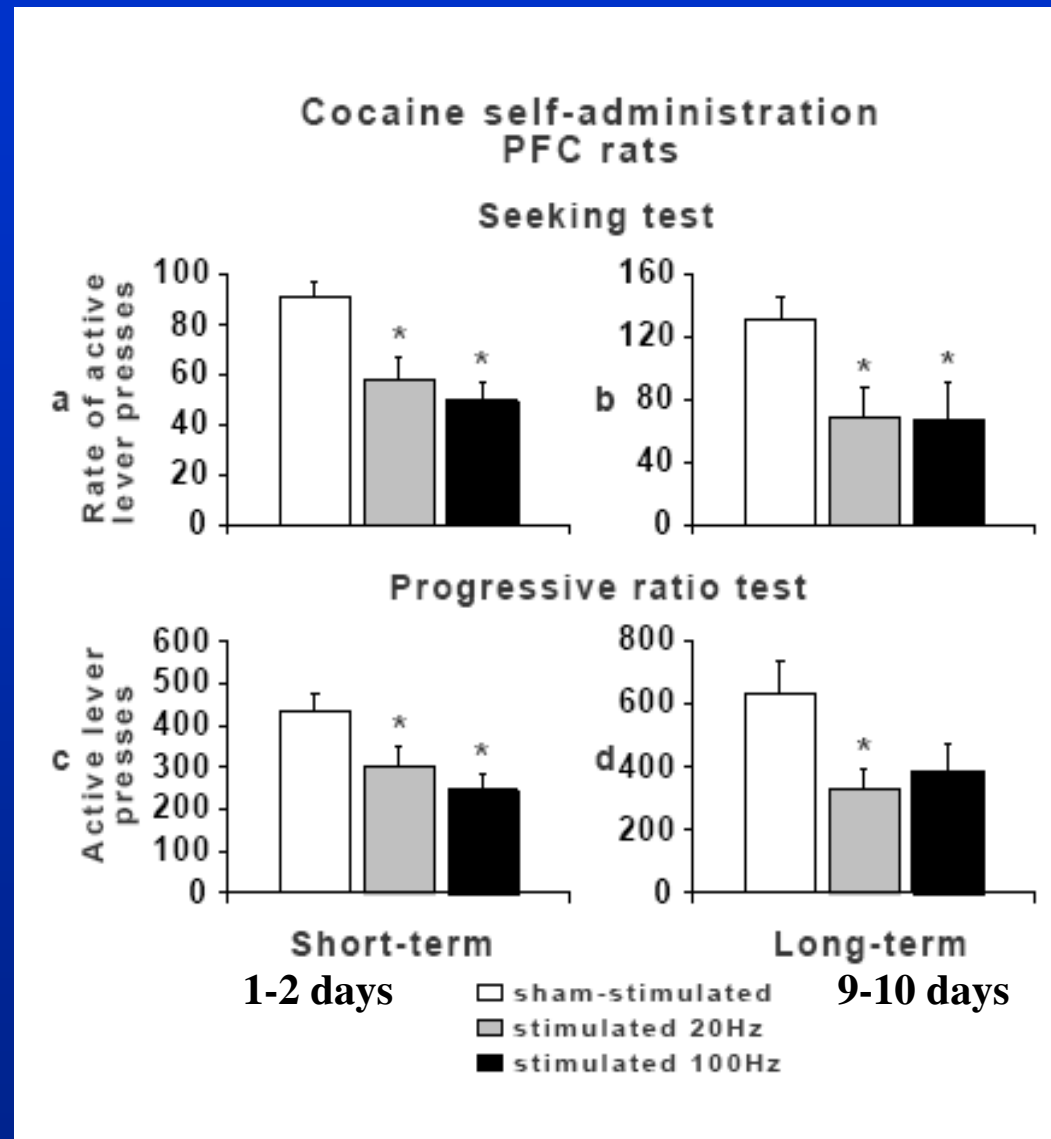 Cocaine self-administration
PFC rats
Seeking test
a
Rate of active
lever presses
100
80
60
40
20
0
*
*
b
160
120
80
40
0
*
*
Progressive ratio test
c
Active lever
presses
600
500
400
300
200
100
0
*
*
d
800
600
400
200
0
*
Short-term
Long-term
1-2 days
9-10 days
sham-stimulated
stimulated 20Hz
stimulated 100Hz